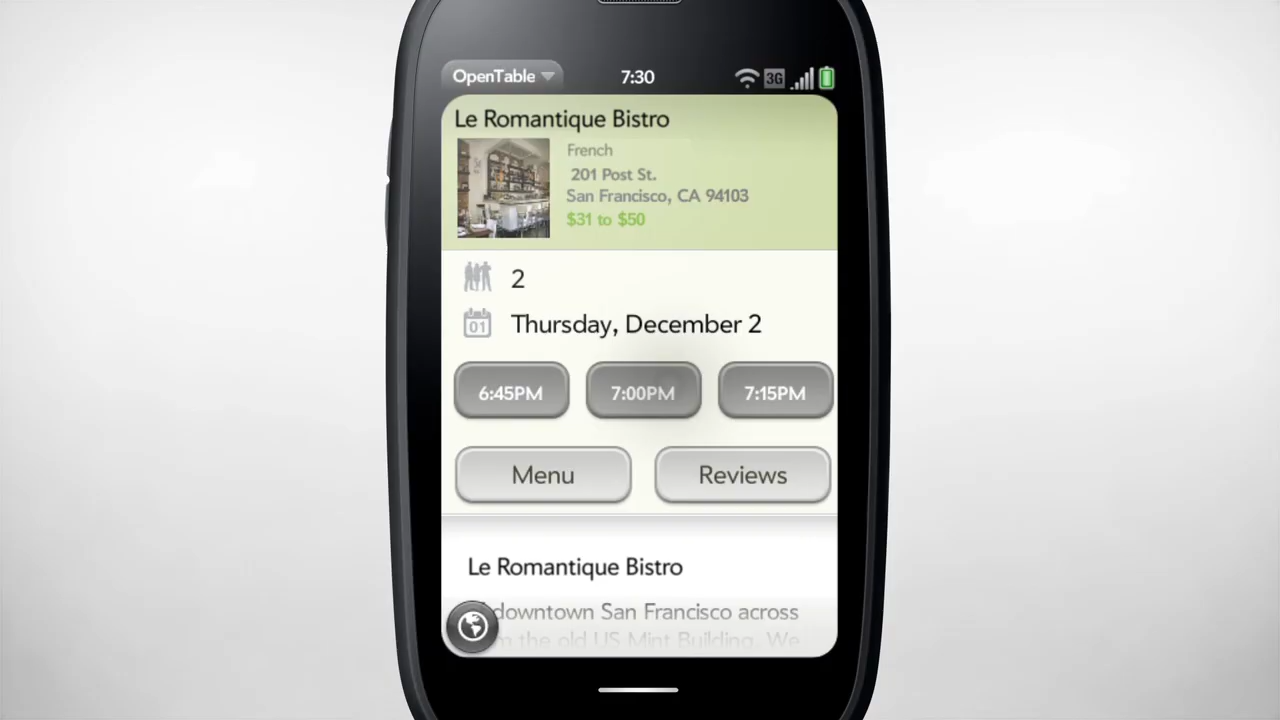 OpenTable
7:30
3G
Le Romantique Bistro
French
201 Post St.
San Francisco, CA 94103
$31 to $50
2
01
Thursday, December 2
6:45PM 7:00PM 7:15PM
Menu Reviews
Le Romantique Bistro
downtown San Francisco across
the old US Mint Building. We